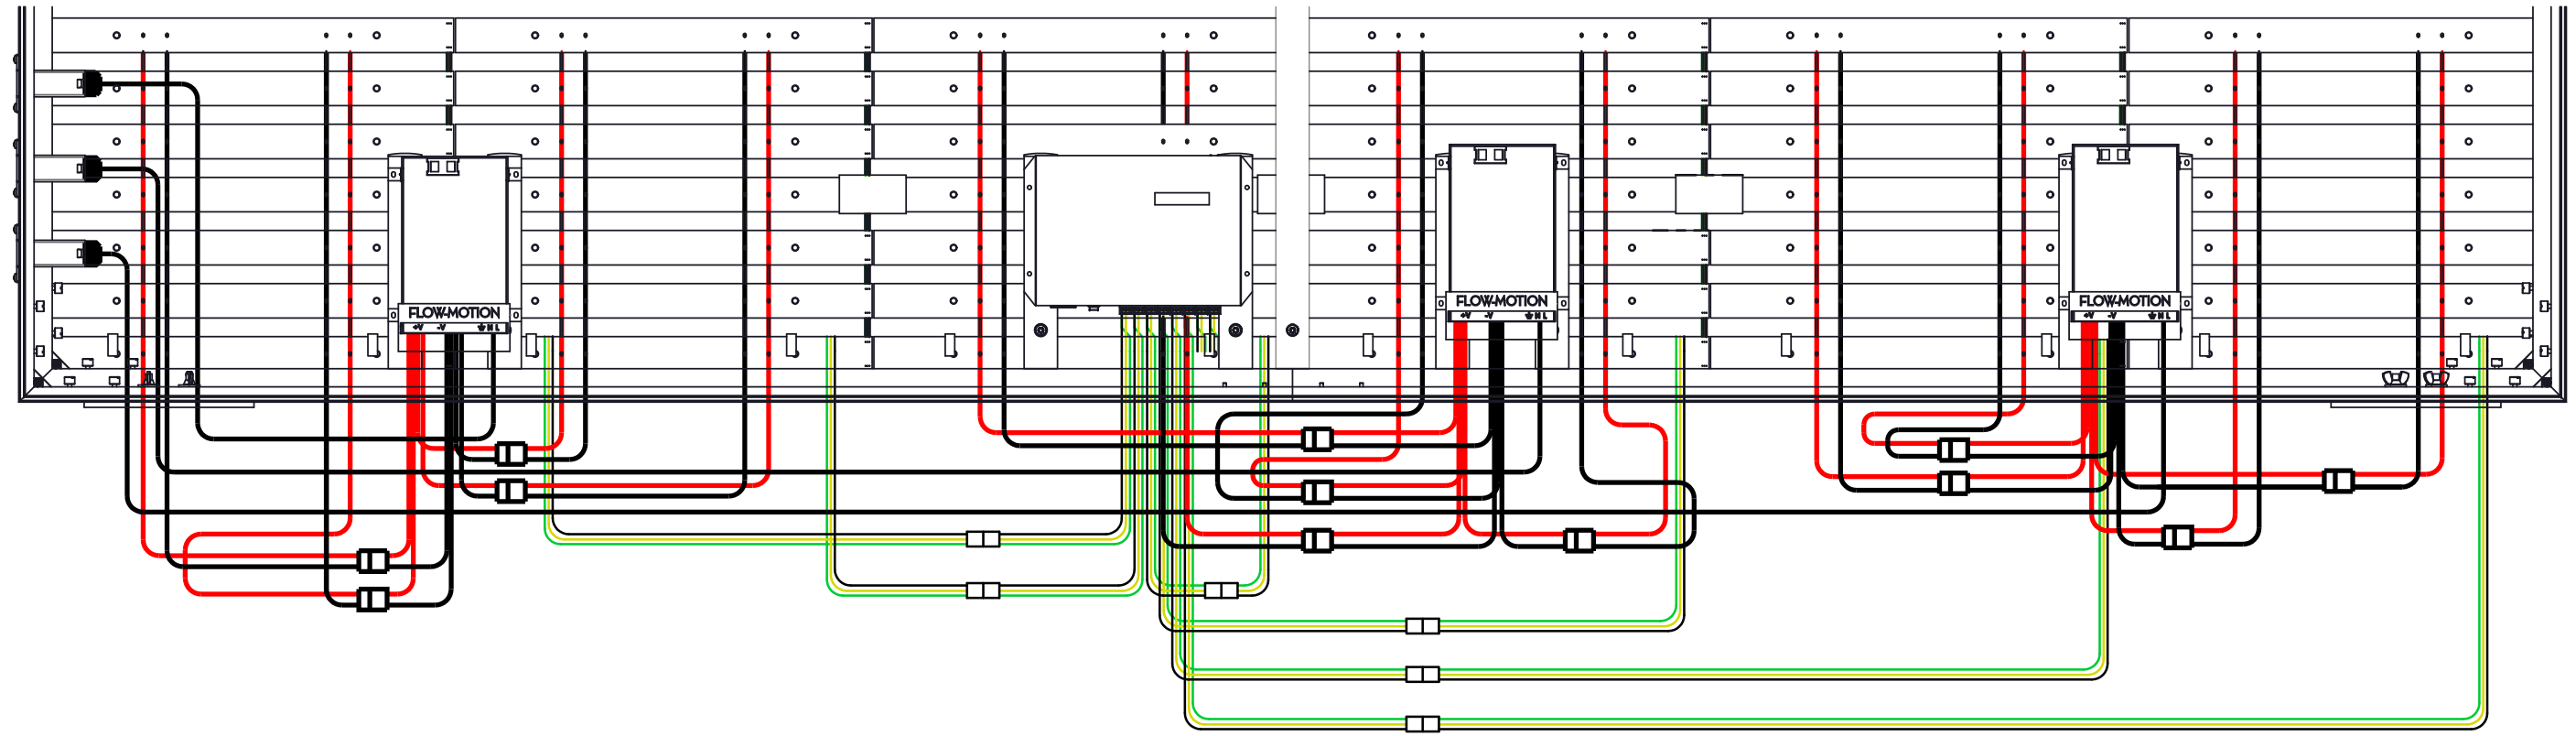 FLOW-MOTION
+V -V ⏚ N L
FLOW-MOTION
+V -V ⏚ N L
FLOW-MOTION
+V -V ⏚ N L